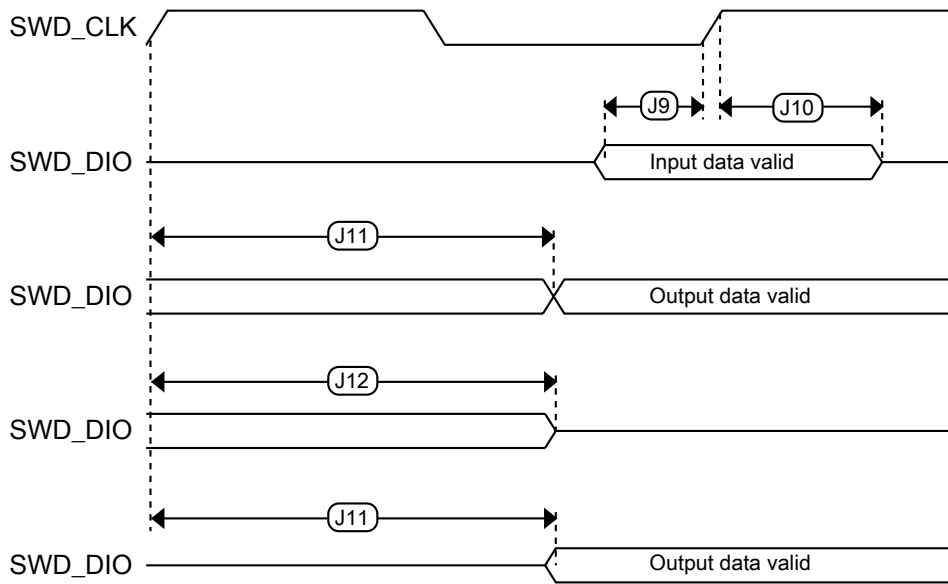 SWD_CLK
J9
J10
SWD_DIO
Input data valid
J11
SWD_DIO
Output data valid
J12
SWD_DIO
J11
SWD_DIO
Output data valid